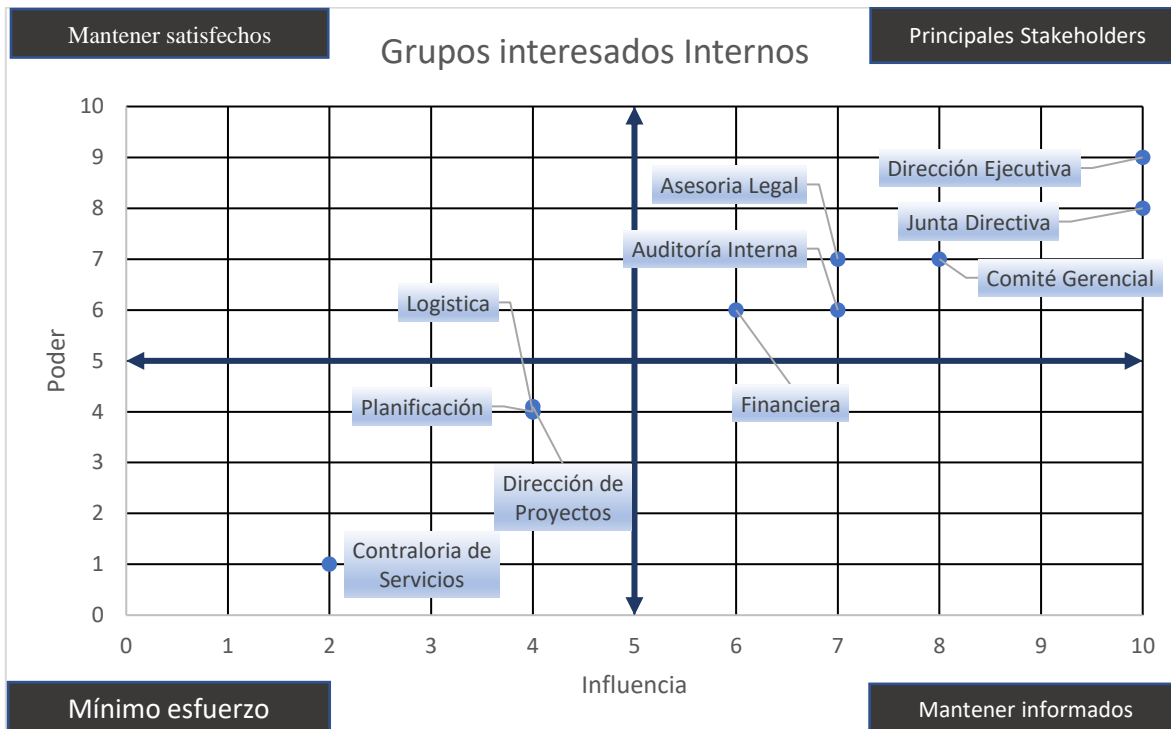 Mantener satisfechos
Principales Stakeholders
Grupos interesados Internos
10
9
8
7
6
5
4
3
2
1
0
Poder
Dirección Ejecutiva
Asesoria Legal
Junta Directiva
Auditoría Interna
Comité Gerencial
Logistica
Planificación
Financiera
Dirección de
Proyectos
Contraloria de
Servicios
0 1 2 3 4 5 6 7 8 9 10
Influencia
Mínimo esfuerzo
Mantener informados